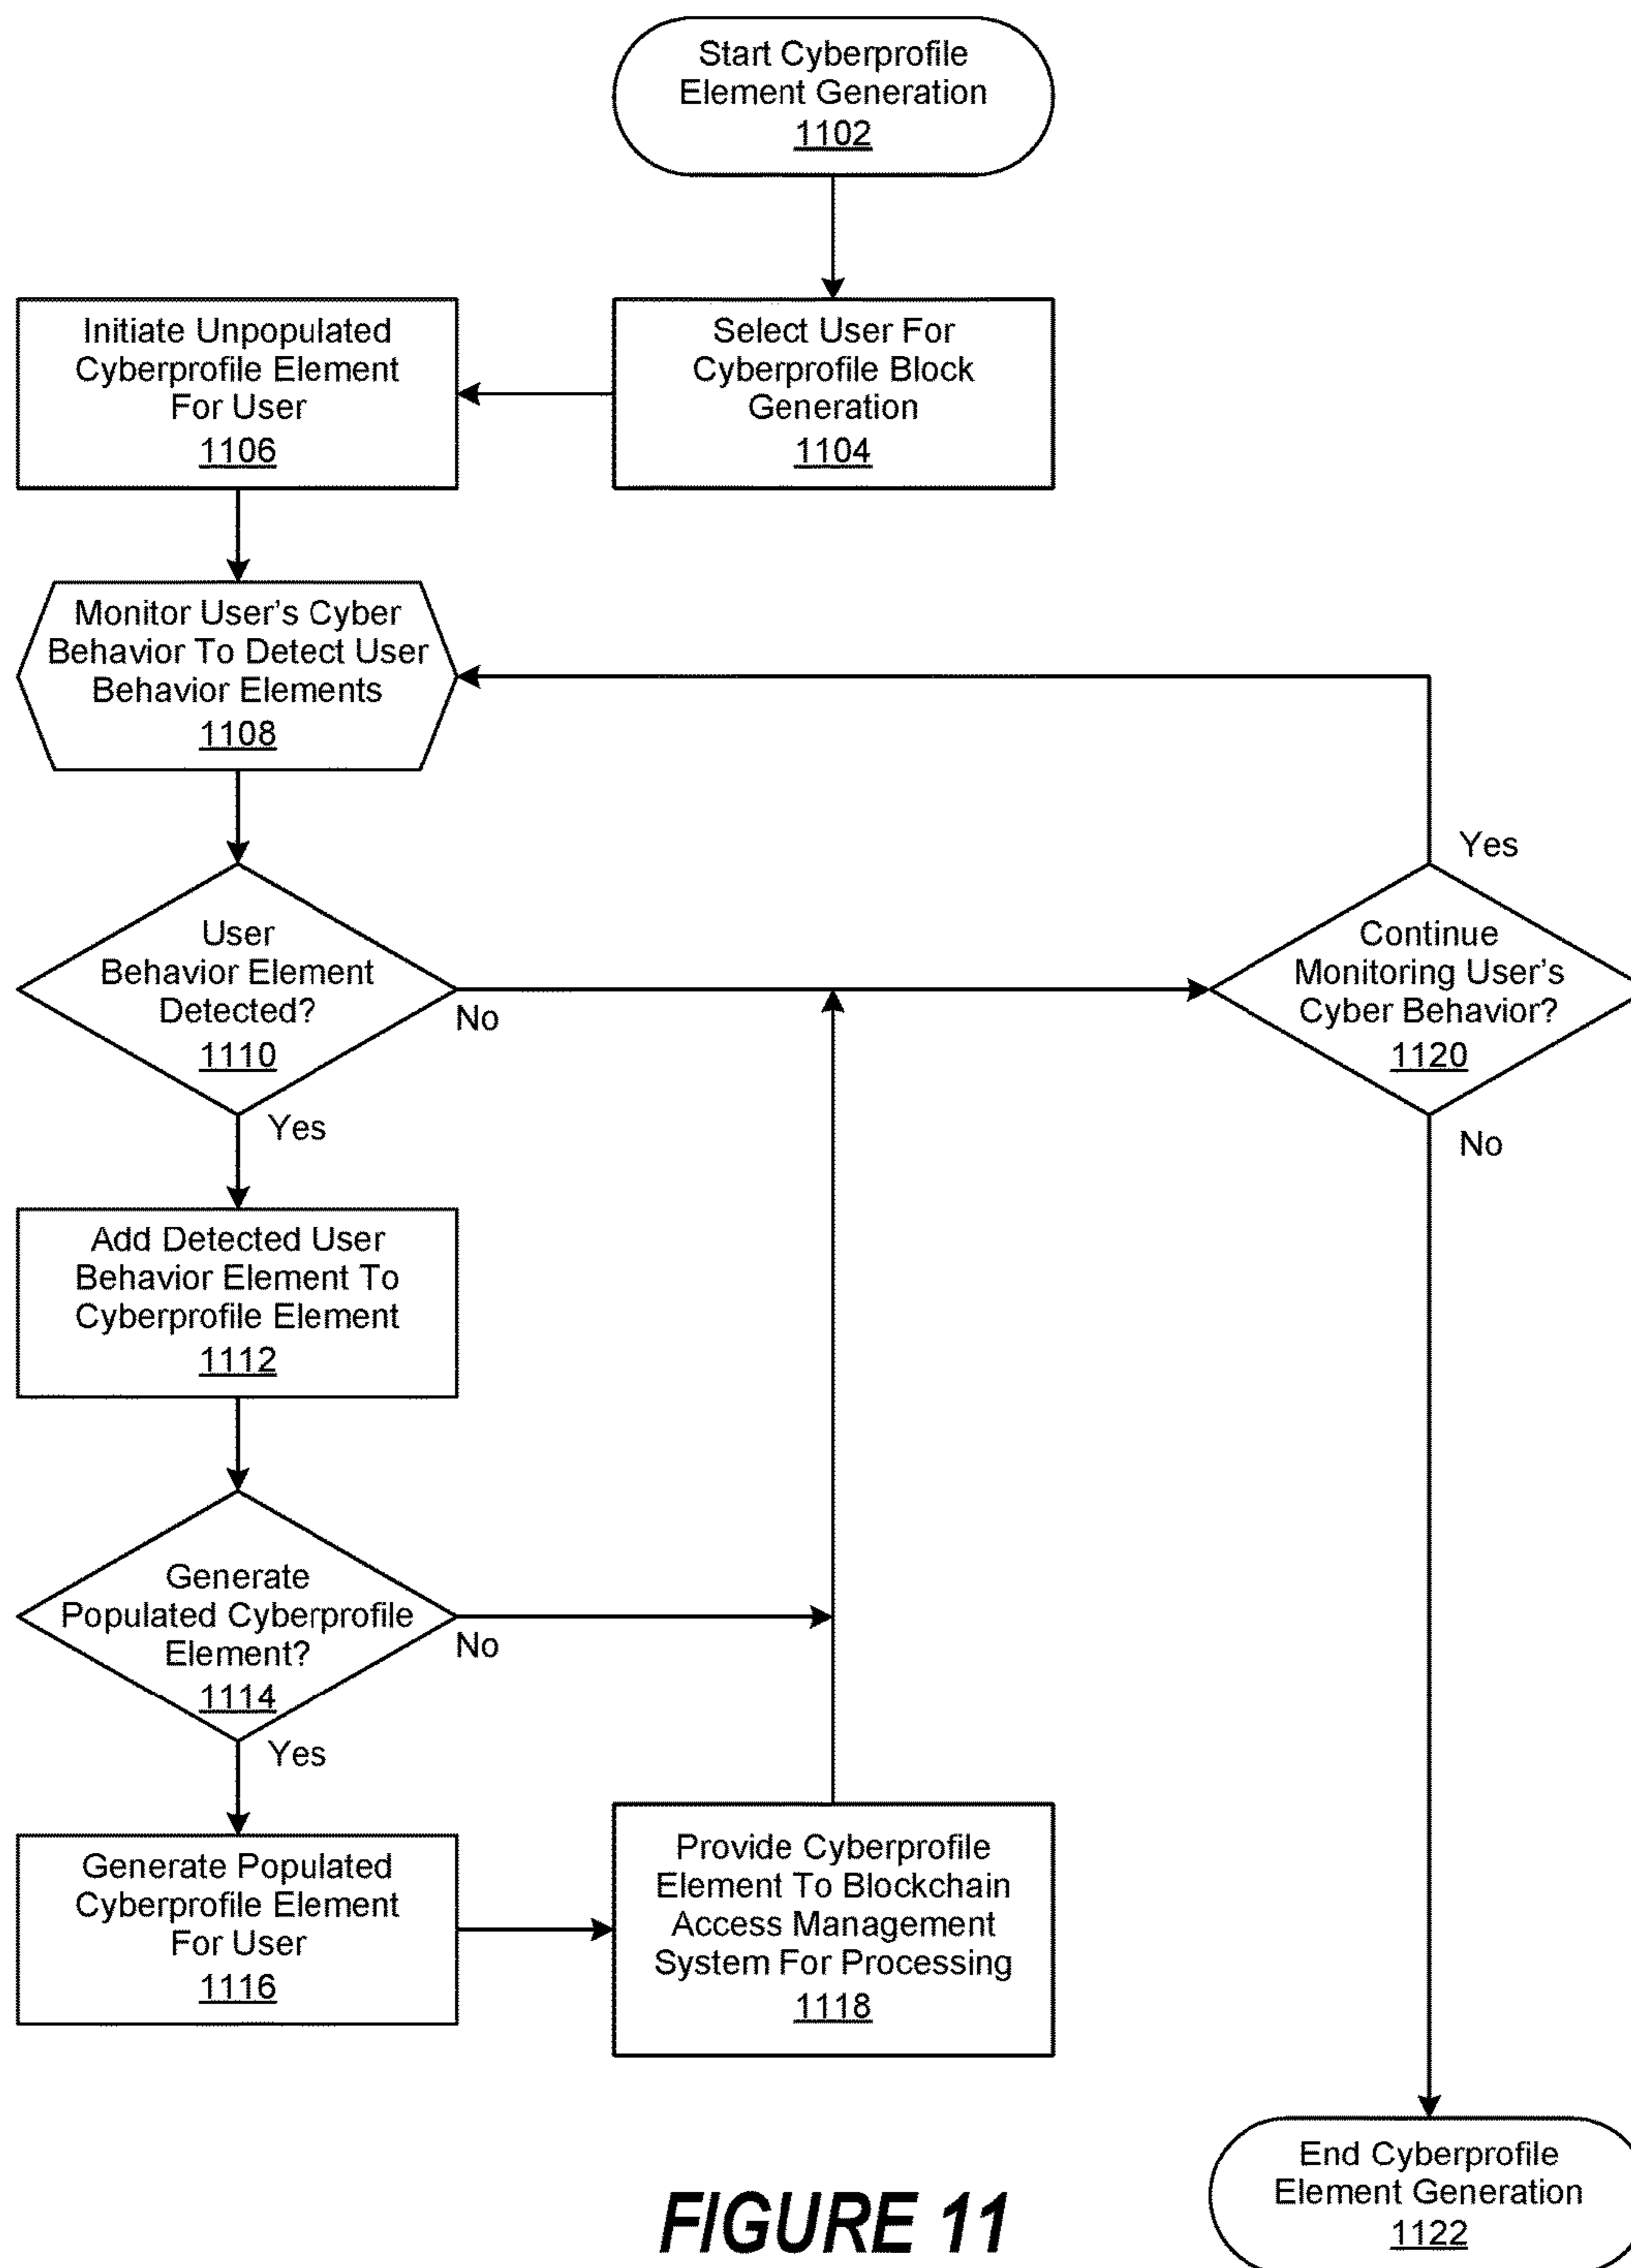 Start Cyberprofile
Element Generation
1102
Select User For
Cyberprofile Block
Generation
1104
Initiate Unpopulated
Cyberprofile Element
For User
1106
Monitor User's Cyber
Behavior To Detect User
Behavior Elements
1108
User
Behavior Element
Detected?
1110
No
Yes
Add Detected User
Behavior Element To
Cyberprofile Element
1112
Generate
Populated Cyberprofile
Element?
1114
No
Yes
Generate Populated
Cyberprofile Element
For User
1116
Provide Cyberprofile
Element To Blockchain
Access Management
System For Processing
1118
Yes
Continue
Monitoring User's
Cyber Behavior?
1120
No
End Cyberprofile
Element Generation
1122
FIGURE 11